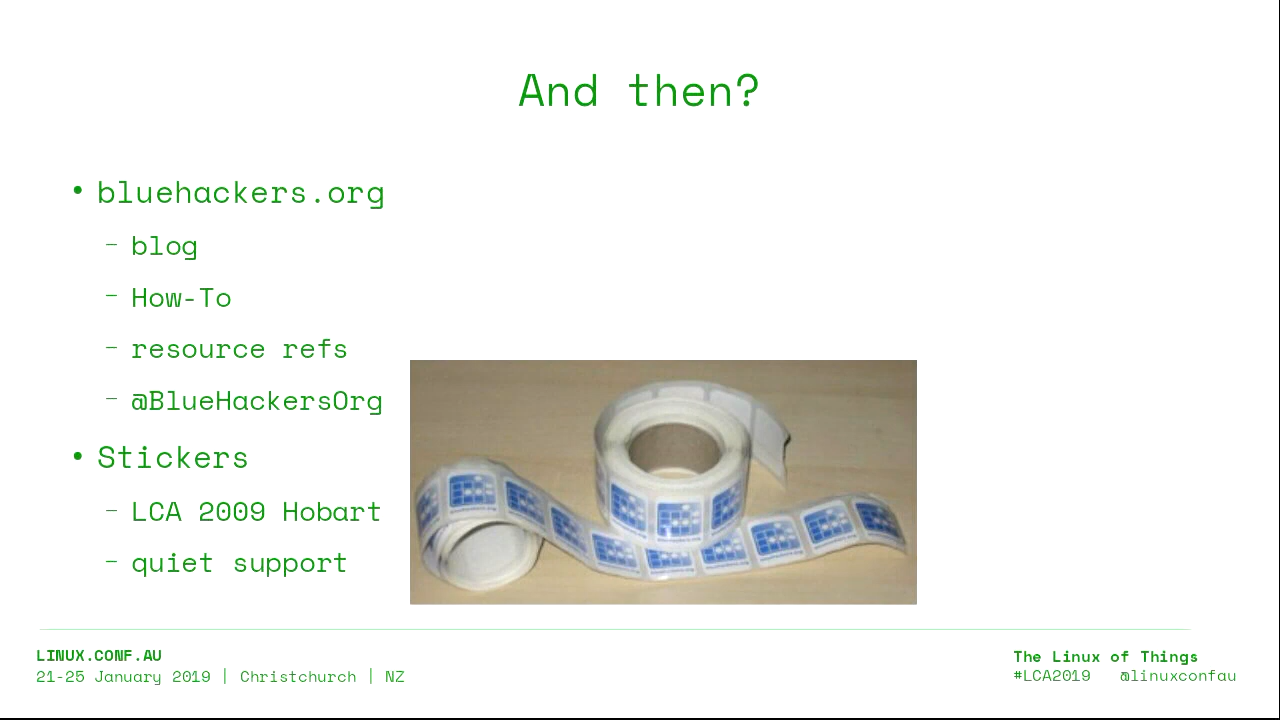 And then?
• bluehackers.org
– blog
– How-To
– resource refs
– @BlueHackersOrg
• Stickers
– LCA 2009 Hobart
– quiet support
LINUX.CONF.AU
21-25 January 2019 | Christchurch | NZ
The Linux of Things
#LCA2019 @linuxconfau